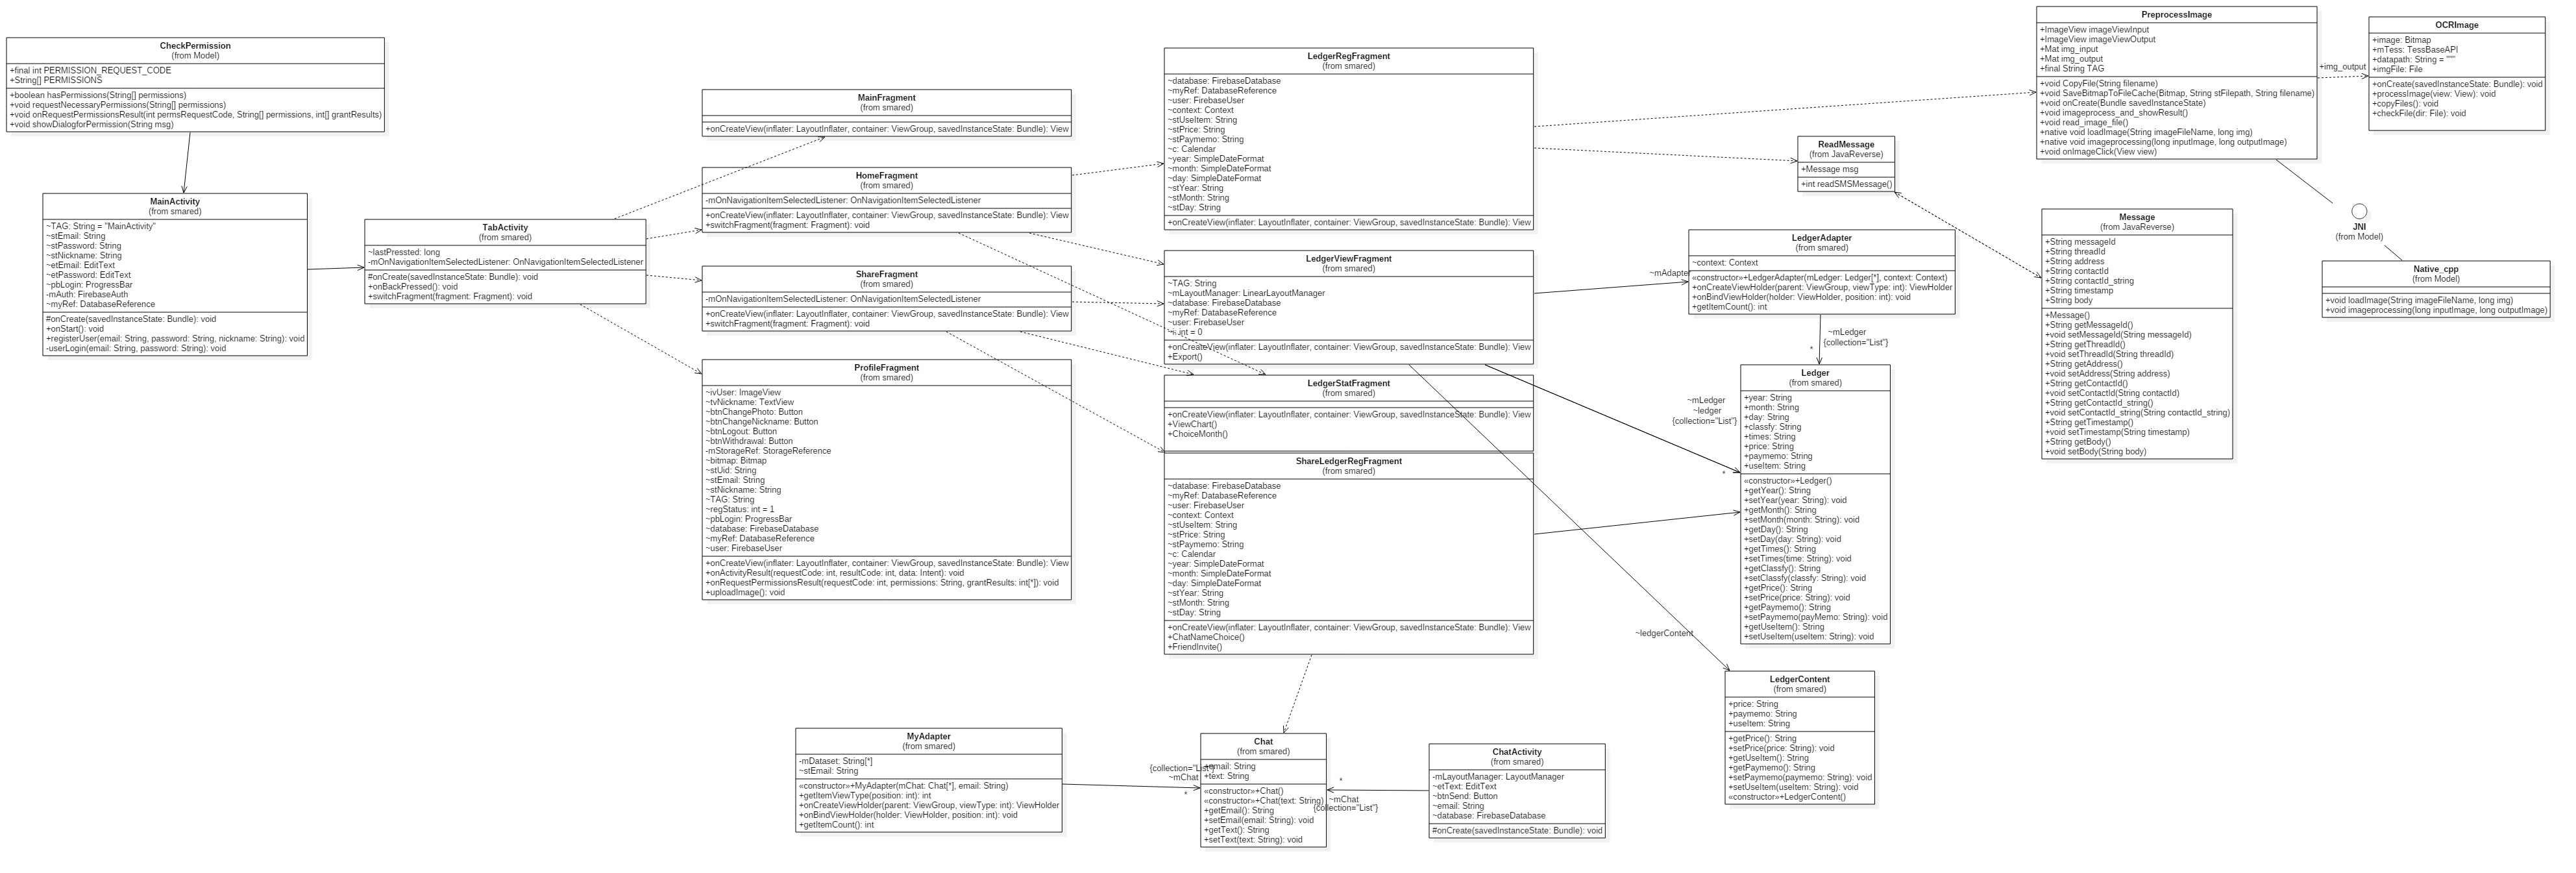 CheckPermission
(from Model)
+final int PERMISSION_REQUEST_CODE
+String[] PERMISSIONS
+boolean hasPermissions(String[] permissions)
+void requestNecessaryPermissions(String[] permissions)
+void onRequestPermissionsResult(int permsRequestCode, String[] permissions, int[] grantResults)
+void showDialogforPermission(String msg)
MainActivity
(from smared)
~TAG: String = "MainActivity"
~stEmail: String
~stPassword: String
~stNickname: String
~etEmail: EditText
~etPassword: EditText
~pbLogin: ProgressBar
-mAuth: FirebaseAuth
~myRef: DatabaseReference
#onCreate(savedInstanceState: Bundle): void
+onStart(): void
+registerUser(email: String, password: String, nickname: String): void
-userLogin(email: String, password: String): void
TabActivity
(from smared)
~lastPressed: long
-mOnNavigationItemSelectedListener: OnNavigationItemSelectedListener
#onCreate(savedInstanceState: Bundle): void
+onBackPressed(): void
+switchFragment(fragment: Fragment): void
MainFragment
(from smared)
+onCreateView(inflater: LayoutInflater, container: ViewGroup, savedInstanceState: Bundle): View
HomeFragment
(from smared)
-mOnNavigationItemSelectedListener: OnNavigationItemSelectedListener
+onCreateView(inflater: LayoutInflater, container: ViewGroup, savedInstanceState: Bundle): View
+switchFragment(fragment: Fragment): void
ShareFragment
(from smared)
-mOnNavigationItemSelectedListener: OnNavigationItemSelectedListener
+onCreateView(inflater: LayoutInflater, container: ViewGroup, savedInstanceState: Bundle): View
+switchFragment(fragment: Fragment): void
ProfileFragment
(from smared)
~ivUser: ImageView
~tvNickname: TextView
~btnChangePhoto: Button
~btnChangeNickname: Button
~btnLogout: Button
~btnWithdrawal: Button
-mStorageRef: StorageReference
~bitmap: Bitmap
~stUid: String
~stEmail: String
~stNickname: String
~TAG: String
~regStatus: int = 1
~pbLogin: ProgressBar
~database: FirebaseDatabase
~myRef: DatabaseReference
~user: FirebaseUser
+onCreateView(inflater: LayoutInflater, container: ViewGroup, savedInstanceState: Bundle): View
+onActivityResult(requestCode: int, resultCode: int, data: Intent): void
+onRequestPermissionsResult(requestCode: int, permissions: String, grantResults: int[*]): void
+uploadImage(): void
LedgerRegFragment
(from smared)
~database: FirebaseDatabase
~myRef: DatabaseReference
~user: FirebaseUser
~context: Context
~stUseItem: String
~stPrice: String
~stPaymemo: String
~c: Calendar
~year: SimpleDateFormat
~month: SimpleDateFormat
~day: SimpleDateFormat
~stYear: String
~stMonth: String
~stDay: String
+onCreateView(inflater: LayoutInflater, container: ViewGroup, savedInstanceState: Bundle): View
LedgerViewFragment
(from smared)
~TAG: String
~mLayoutManager: LinearLayoutManager
~database: FirebaseDatabase
~myRef: DatabaseReference
~user: FirebaseUser
~i: int = 0
+onCreateView(inflater: LayoutInflater, container: ViewGroup, savedInstanceState: Bundle): View
+Export()
LedgerStatFragment
(from smared)
+onCreateView(inflater: LayoutInflater, container: ViewGroup, savedInstanceState: Bundle): View
+ViewChart()
+ChoiceMonth()
ShareLedgerRegFragment
(from smared)
~database: FirebaseDatabase
~myRef: DatabaseReference
~user: FirebaseUser
~context: Context
~stUseItem: String
~stPrice: String
~stPaymemo: String
~c: Calendar
~year: SimpleDateFormat
~month: SimpleDateFormat
~day: SimpleDateFormat
~stYear: String
~stMonth: String
~stDay: String
+onCreateView(inflater: LayoutInflater, container: ViewGroup, savedInstanceState: Bundle): View
+ChatNameChoice()
+FriendInvite()
MyAdapter
(from smared)
-mDataset: String[*]
~stEmail: String
«constructor»+MyAdapter(mChat: Chat[*], email: String)
+getItemViewType(position: int): int
+onCreateViewHolder(parent: ViewGroup, viewType: int): ViewHolder
+onBindViewHolder(holder: ViewHolder, position: int): void
+getItemCount(): int
{collection="List"}
~mChat
*
Chat
(from smared)
+email: String
+text: String
«constructor»+Chat()
«constructor»+Chat(text: String)
+getEmail(): String
+setEmail(email: String): void
+getText(): String
+setText(text: String): void
*
~mChat
{collection="List"}
ChatActivity
(from smared)
-mLayoutManager: LayoutManager
~etText: EditText
~btnSend: Button
~email: String
~database: FirebaseDatabase
#onCreate(savedInstanceState: Bundle): void
~mAdapter
LedgerAdapter
(from smared)
~context: Context
«constructor»+LedgerAdapter(mLedger: Ledger[*], context: Context)
+onCreateViewHolder(parent: ViewGroup, viewType: int): ViewHolder
+onBindViewHolder(holder: ViewHolder, position: int): void
+getItemCount(): int
~mLedger
{collection="List"}
*
~mLedger
~ledger
{collection="List"}
*
Ledger
(from smared)
+year: String
+month: String
+day: String
+classfy: String
+times: String
+price: String
+paymemo: String
+useItem: String
«constructor»+Ledger()
+getYear(): String
+setYear(year: String): void
+getMonth(): String
+setMonth(month: String): void
+getDay(): String
+setDay(day: String): void
+getTimes(): String
+setTimes(time: String): void
+getClassfy(): String
+setClassfy(classfy: String): void
+getPrice(): String
+setPrice(price: String): void
+getPaymemo(): String
+setPaymemo(payMemo: String): void
+getUseItem(): String
+setUseItem(useItem: String): void
~ledgerContent
LedgerContent
(from smared)
+price: String
+paymemo: String
+useItem: String
+getPrice(): String
+setPrice(price: String): void
+getUseItem(): String
+getPaymemo(): String
+setPaymemo(paymemo: String): void
+setUseItem(useItem: String): void
«constructor»+LedgerContent()
ReadMessage
(from JavaReverse)
+Message msg
+int readSMSMessage()
PreprocessImage
+ImageView imageViewInput
+ImageView imageViewOutput
+Mat img_input
+Mat img_output
+final String TAG
+void CopyFile(String filename)
+void SaveBitmapToFileCache(Bitmap, String stFilepath, String filename)
+void onCreate(Bundle savedInstanceState)
+void imageprocess_and_showResult()
+void read_image_file()
+native void loadImage(String imageFileName, long img)
+native void imageprocessing(long inputImage, long outputImage)
+void onImageClick(View view)
+img_output
OCRImage
+image: Bitmap
+mTess: TessBaseAPI
+datapath: String = """
+imgFile: File
+onCreate(savedInstanceState: Bundle): void
+processImage(view: View): void
+copyFiles(): void
+checkFile(dir: File): void
Message
(from JavaReverse)
+String messageId
+String threadId
+String address
+String contactId
+String contactId_string
+String timestamp
+String body
+Message()
+String getMessageId()
+void setMessageId(String messageId)
+String getThreadId()
+void setThreadId(String threadId)
+String getAddress()
+void setAddress(String address)
+String getContactId()
+void setContactId(String contactId)
+String getContactId_string()
+void setContactId_string(String contactId_string)
+String getTimestamp()
+void setTimestamp(String timestamp)
+String getBody()
+void setBody(String body)
JNI
(from Model)
Native_cpp
(from Model)
+void loadImage(String imageFileName, long img)
+void imageprocessing(long inputImage, long outputImage)